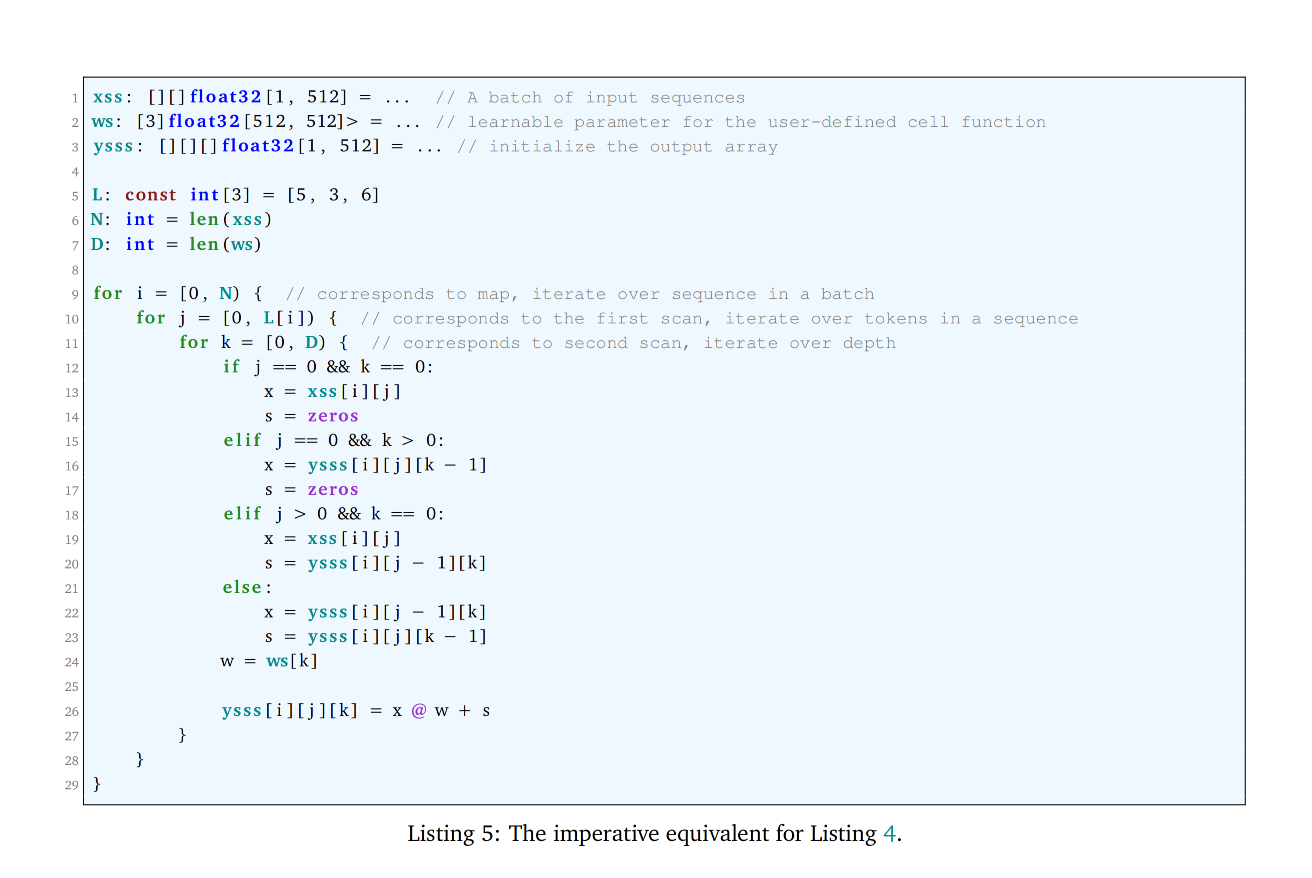 1 xss: [][]float32[1, 512] = ... // A batch of input sequences
2 ws: [3]float32[512, 512]> = ... // learnable parameter for the user-defined cell function
3 ysss: [][][]float32[1, 512] = ... // initialize the output array
4
5 L: const int[3] = [5, 3, 6]
6 N: int = len(xss)
7 D: int = len(ws)
8
9 for i = [0, N) { // corresponds to map, iterate over sequence in a batch
10 for j = [0, L[i]) { // corresponds to the first scan, iterate over tokens in a sequence
11 for k = [0, D) { // corresponds to second scan, iterate over depth
12 if j == 0 && k == 0:
13 x = xss[i][j]
14 s = zeros
15 elif j == 0 && k > 0:
16 x = ysss[i][j][k − 1]
17 s = zeros
18 elif j > 0 && k == 0:
19 x = xss[i][j]
20 s = ysss[i][j − 1][k]
21 else:
22 x = ysss[i][j − 1][k]
23 s = ysss[i][j][k − 1]
24 w = ws[k]
25
26 ysss[i][j][k] = x @ w + s
27 }
28 }
29 }
Listing 5: The imperative equivalent for Listing 4.